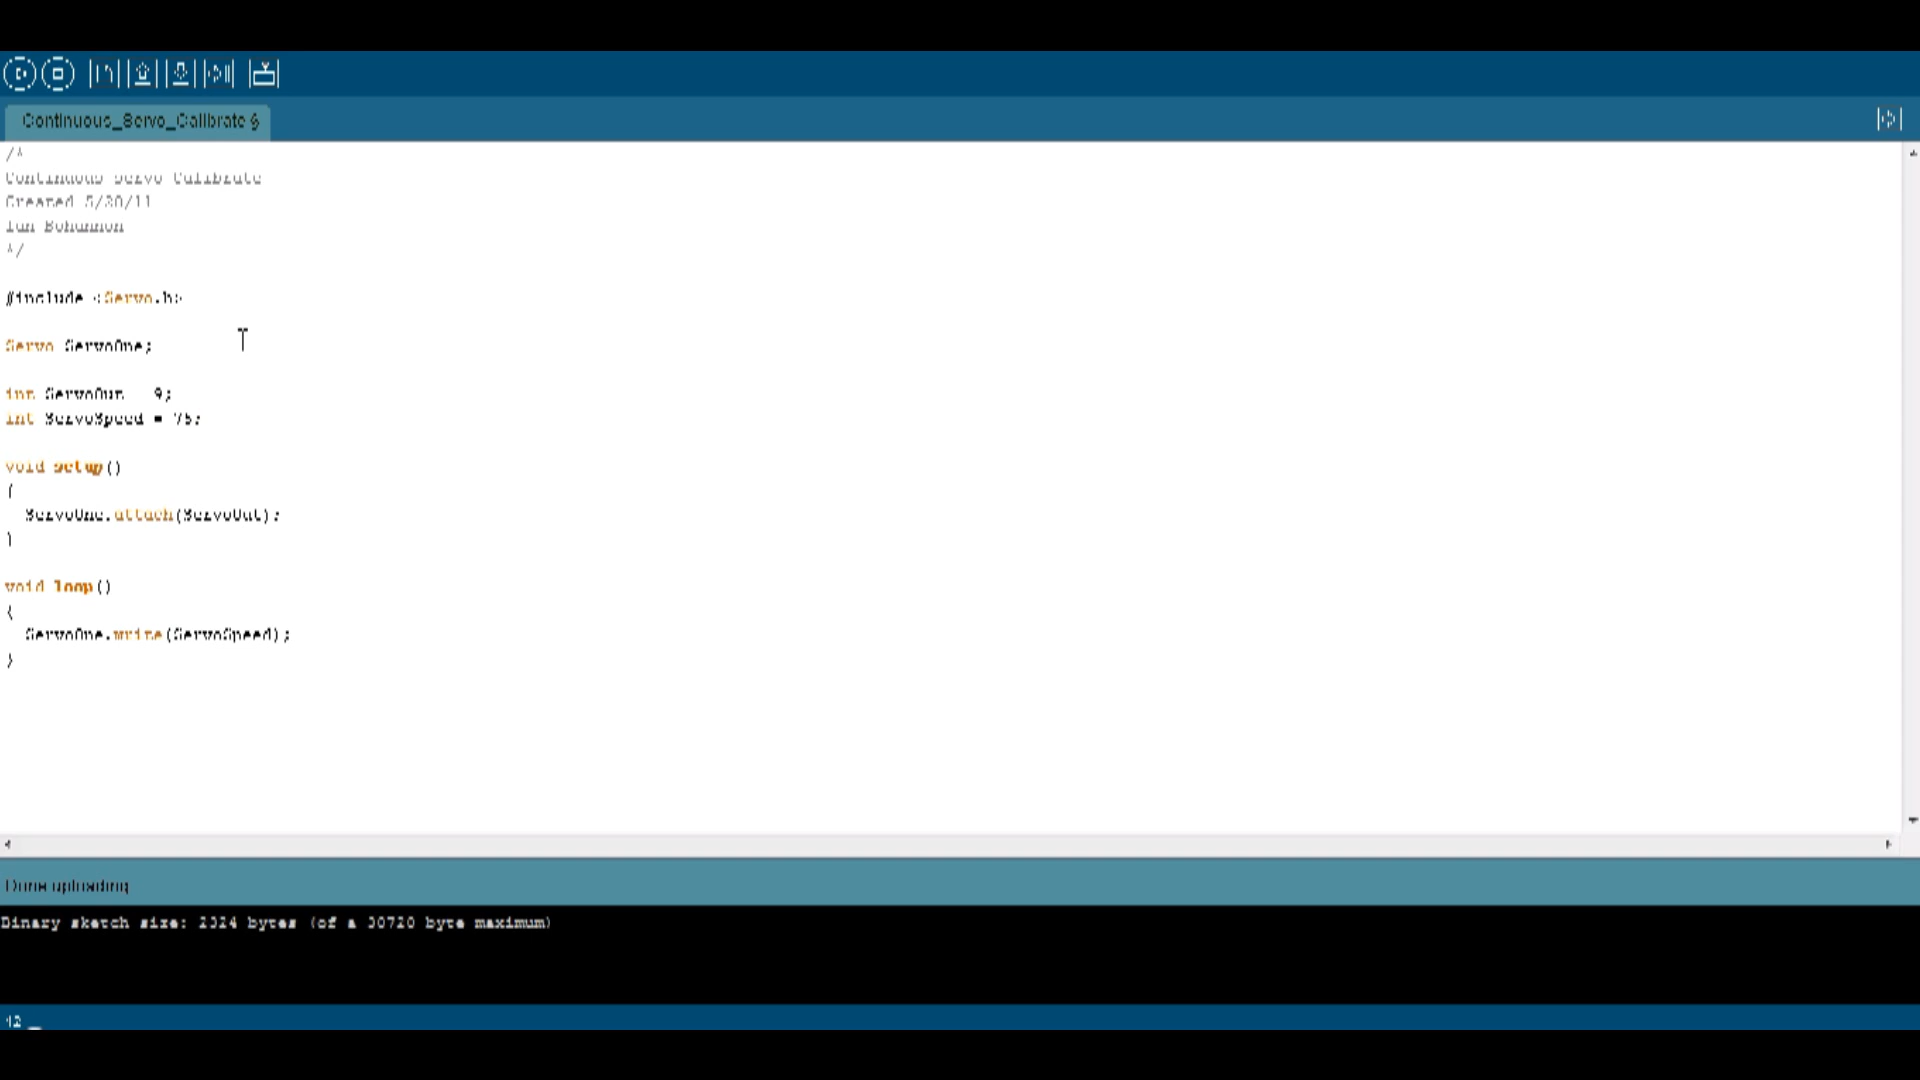 Continuous_Servo_Calibrate §
/*
Continuous servo Calibrate
Created 5/20/11
Ian Bohannon
*/
#include <Servo.h>
Servo ServoOne;
int ServoOut = 9;
int ServoSpeed = 75;
void setup()
{
ServoOne.attach(ServoOut);
}
void loop()
{
ServoOne.write(ServoSpeed);
}
Done uploading
Binary sketch size: 2324 bytes (of a 30720 byte maximum)
12